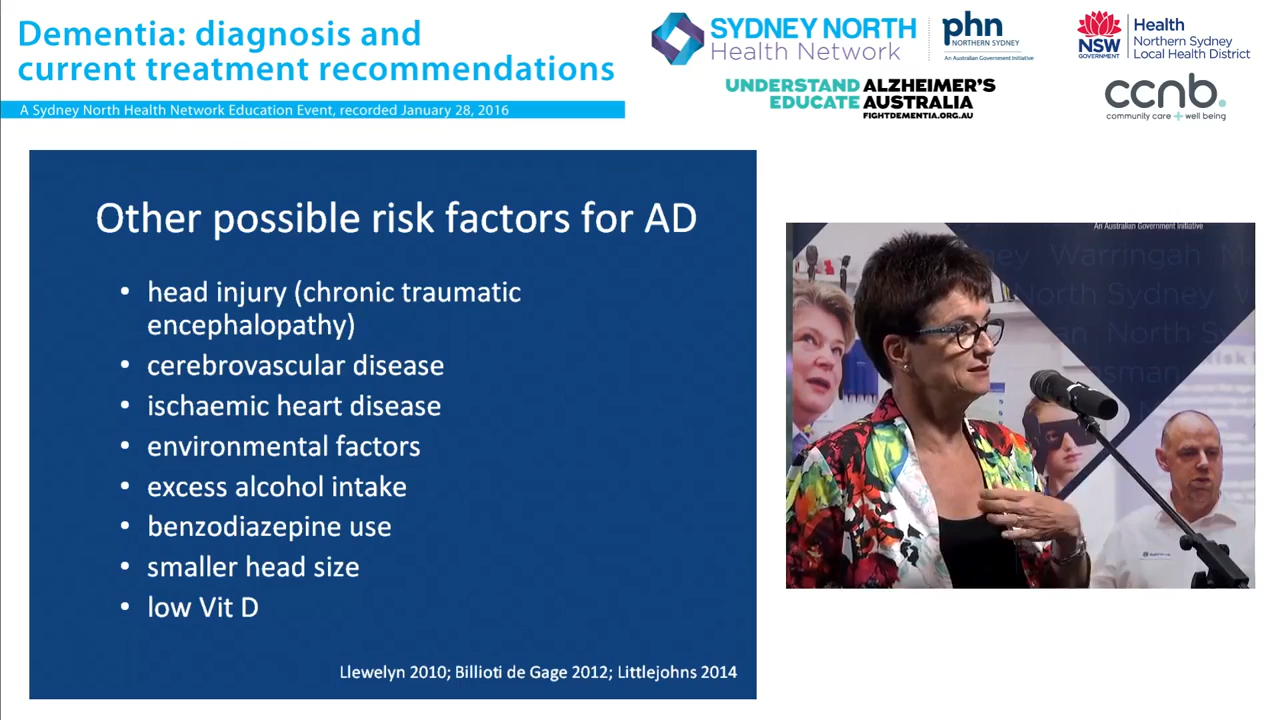 Dementia: diagnosis and
current treatment recommendations
A Sydney North Health Network Education Event, recorded January 28, 2016
SYDNEY NORTH
Health Network
phn
NORTHERN SYDNEY
An Australian Government Initiative
NSW
GOVERNMENT
Health
Northern Sydney
Local Health District
UNDERSTAND ALZHEIMER'S
EDUCATE AUSTRALIA
FIGHTDEMENTIA.ORG.AU
ccnb.
community care + well being
Other possible risk factors for AD
• head injury (chronic traumatic
encephalopathy)
• cerebrovascular disease
• ischaemic heart disease
• environmental factors
• excess alcohol intake
• benzodiazepine use
• smaller head size
• low Vit D
Llewelyn 2010; Billioti de Gage 2012; Littlejohns 2014
An Australian Government Initiative
Warringah
North Sydney